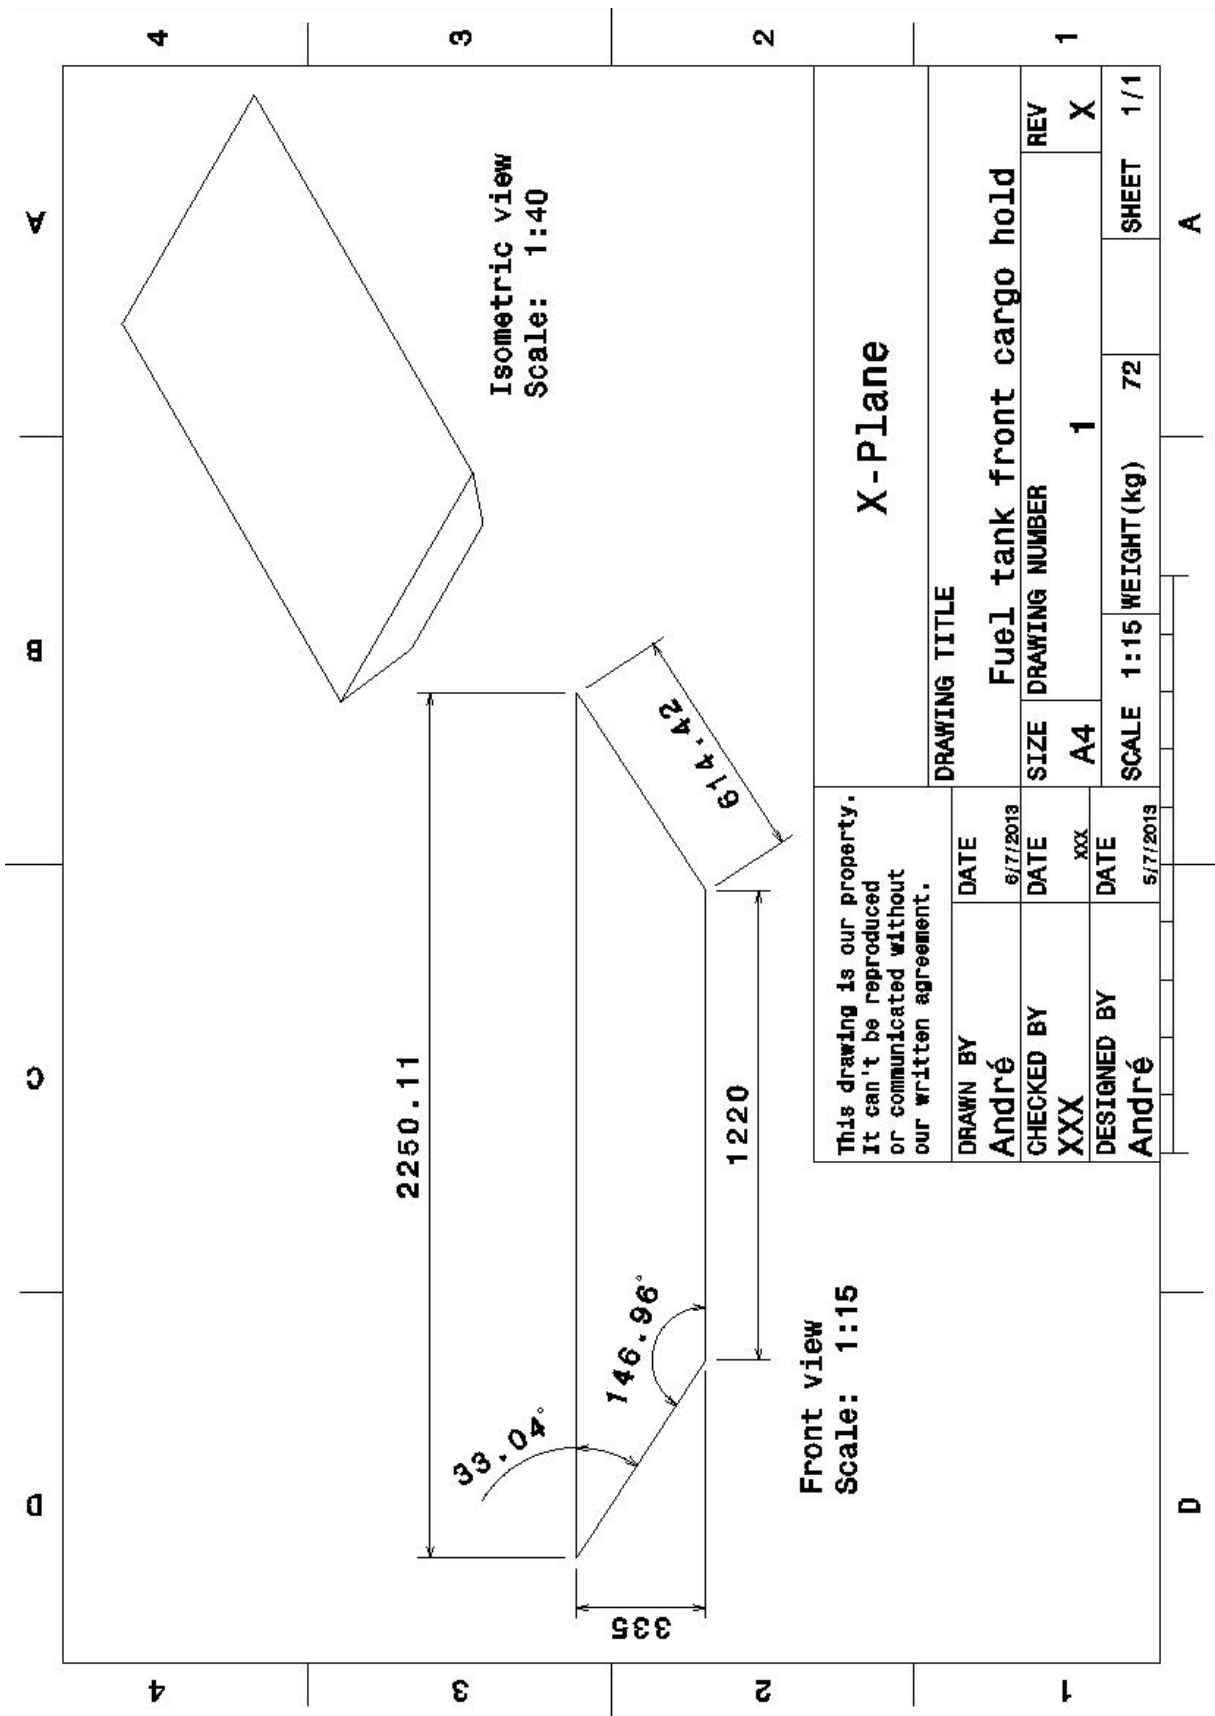 4
3
2
1
A
B
C
D
Isometric view
Scale: 1:40
2250.11
614.42
1220
33.04°
146.96°
335
Front view
Scale: 1:15
This drawing is our property.
It can't be reproduced
or communicated without
our written agreement.
X-Plane
DRAWING TITLE
Fuel tank front cargo hold
DRAWN BY
André
DATE
6/7/2013
CHECKED BY
XXX
DATE
XXX
DESIGNED BY
André
DATE
5/7/2013
SIZE
A4
DRAWING NUMBER
1
REV
X
SCALE 1:15
WEIGHT(kg) 72
SHEET 1/1
D
A
4
3
2
1